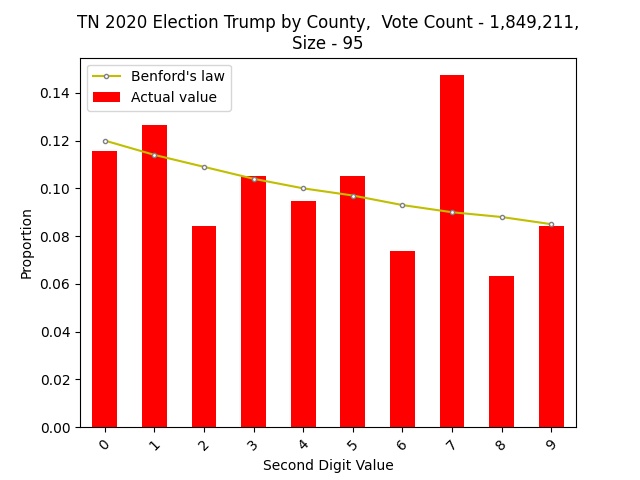 TN 2020 Election Trump by County,  Vote Count - 1,849,211,
Size - 95
Benford's law
Actual value
0.14
0.12
0.10
0.08
0.06
0.04
0.02
0.00
Proportion
0 1 2 3 4 5 6 7 8 9
Second Digit Value